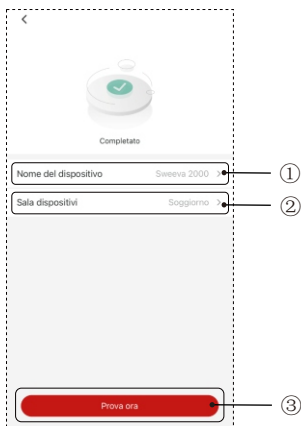 Completato
Nome del dispositivo Sweeva 2000 >
①
Sala dispositivi Soggiorno >
②
Prova ora
③